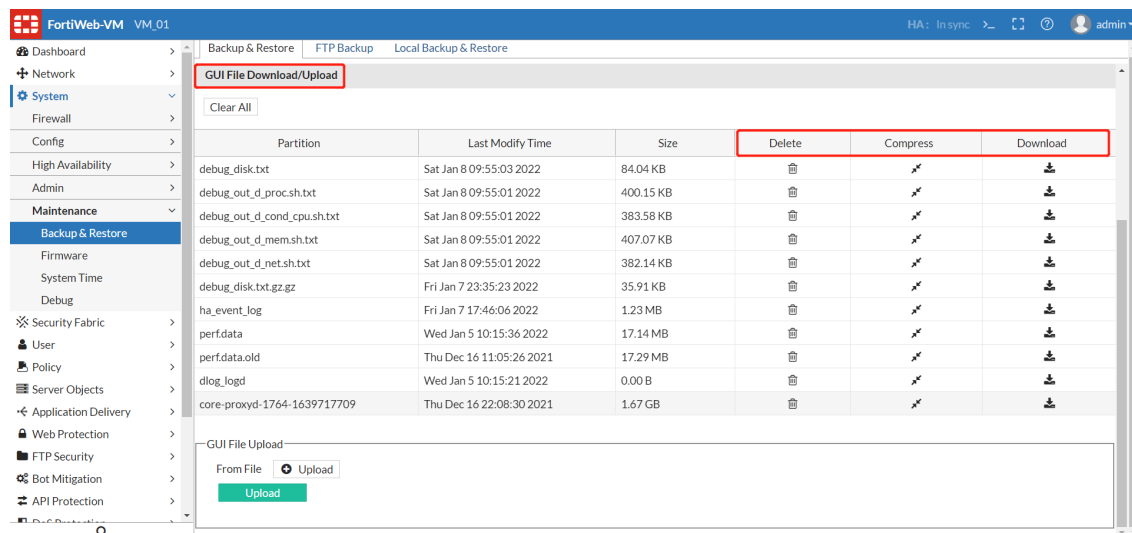 FortiWeb-VM VM_01 HA: In sync >_ admin
Dashboard
Network
System
Firewall
Config
High Availability
Admin
Maintenance
Backup & Restore
Firmware
System Time
Debug
Security Fabric
User
Policy
Server Objects
Application Delivery
Web Protection
FTP Security
Bot Mitigation
API Protection
DoS Protection
Backup & Restore FTP Backup Local Backup & Restore
GUI File Download/Upload
Clear All
Partition Last Modify Time Size Delete Compress Download
debug_disk.txt Sat Jan 8 09:55:03 2022 84.04 KB
debug_out_d_proc.sh.txt Sat Jan 8 09:55:01 2022 400.15 KB
debug_out_d_cond_cpu.sh.txt Sat Jan 8 09:55:01 2022 383.58 KB
debug_out_d_mem.sh.txt Sat Jan 8 09:55:01 2022 407.07 KB
debug_out_d_net.sh.txt Sat Jan 8 09:55:01 2022 382.14 KB
debug_disk.txt.gz.gz Fri Jan 7 23:35:23 2022 35.91 KB
ha_event_log Fri Jan 7 17:46:06 2022 1.23 MB
perf.data Wed Jan 5 10:15:36 2022 17.14 MB
perf.data.old Thu Dec 16 11:05:26 2021 17.29 MB
dlog_logd Wed Jan 5 10:15:21 2022 0.00 B
core-proxyd-1764-1639717709 Thu Dec 16 22:08:30 2021 1.67 GB
GUI File Upload
From File Upload
Upload